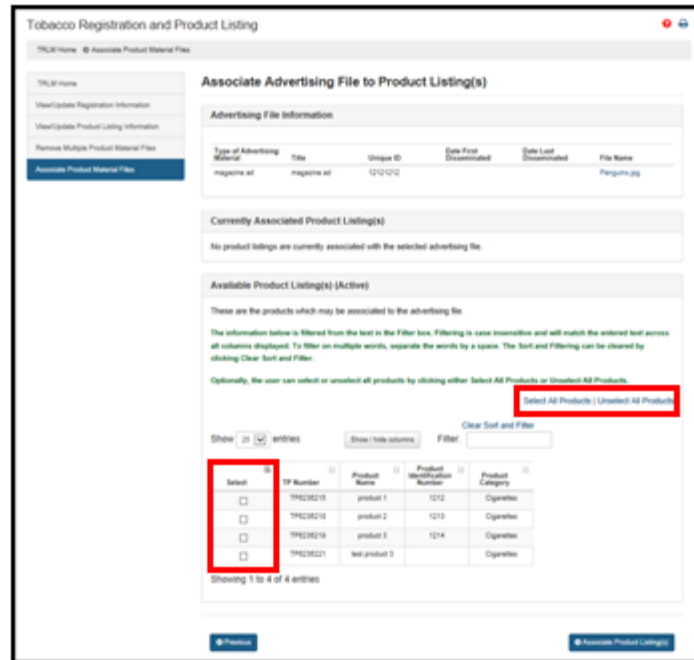 Tobacco Registration and Product Listing
TRLM Home Associate Product Material Files
TRLM Home
View/Update Registration Information
View/Update Product Listing Information
Remove Multiple Product Material Files
Associate Product Material Files
Associate Advertising File to Product Listing(s)
Advertising File Information
Type of Advertising Material Title Unique ID Date First Disseminated Date Last Disseminated File Name
magazine ad magazine ad 12121212 Penguins.jpg
Currently Associated Product Listing(s)
No product listings are currently associated with the selected advertising file.
Available Product Listing(s) (Active)
These are the products which may be associated to the advertising file.
The information below is filtered from the text in the Filter box. Filtering is case insensitive and will match the entered text across
all columns displayed. To filter on multiple words, separate the words by a space. The Sort and Filtering can be cleared by
clicking Clear Sort and Filter.
Optionally, the user can select or unselect all products by clicking either Select All Products or Unselect All Products.
Select All Products | Unselect All Products
Clear Sort and Filter
Show 25 entries Show / hide columns Filter:
Select TP Number Product Name Product Identification Number Product Category
TP6238215 product 1 1212 Cigarettes
TP6238218 product 2 1213 Cigarettes
TP6238219 product 3 1214 Cigarettes
TP6238221 test product 3 Cigarettes
Showing 1 to 4 of 4 entries
Previous Associate Product Listing(s)